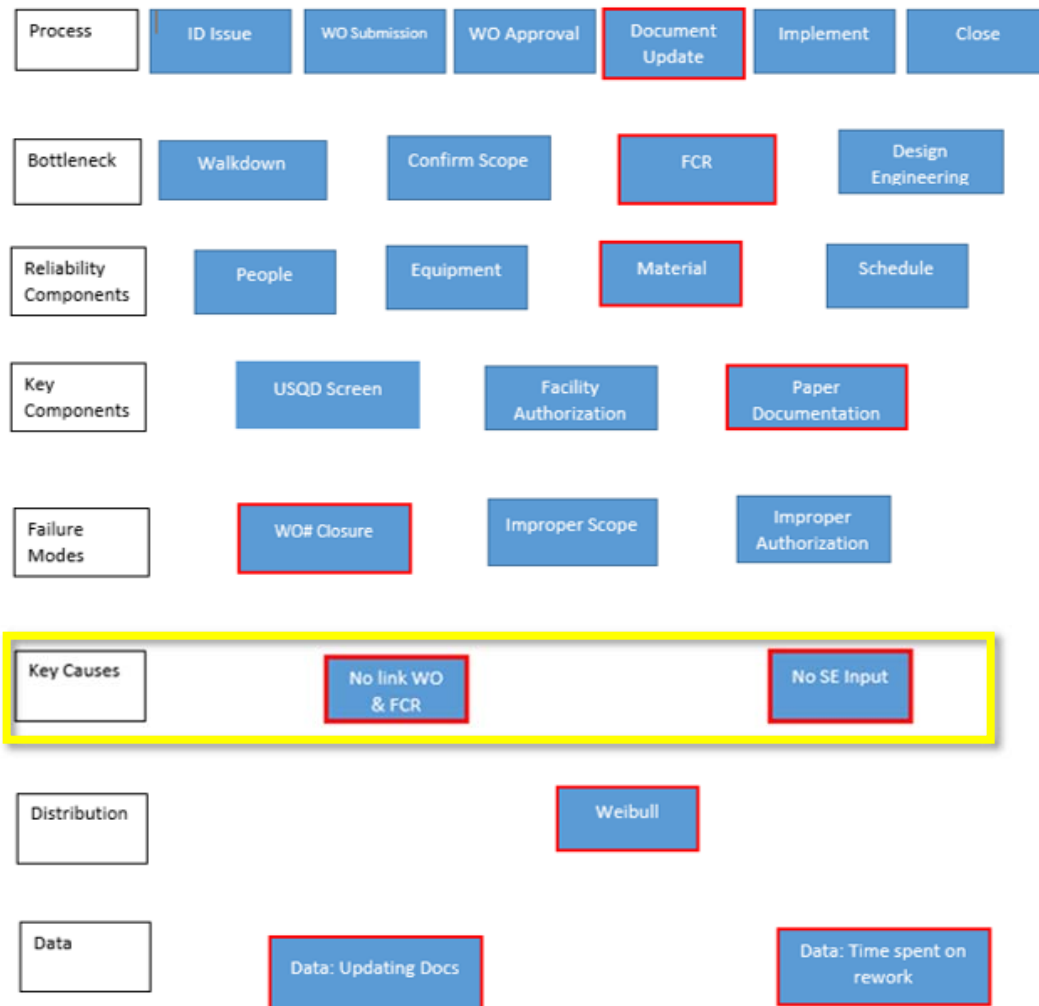 Process
ID Issue
WO Submission
WO Approval
Document
Update
Implement
Close
Bottleneck
Walkdown
Confirm Scope
FCR
Design
Engineering
Reliability
Components
People
Equipment
Material
Schedule
Key
Components
USQD Screen
Facility
Authorization
Paper
Documentation
Failure
Modes
WO# Closure
Improper Scope
Improper
Authorization
Key Causes
No link WO
& FCR
No SE Input
Distribution
Weibull
Data
Data: Updating Docs
Data: Time spent on
rework